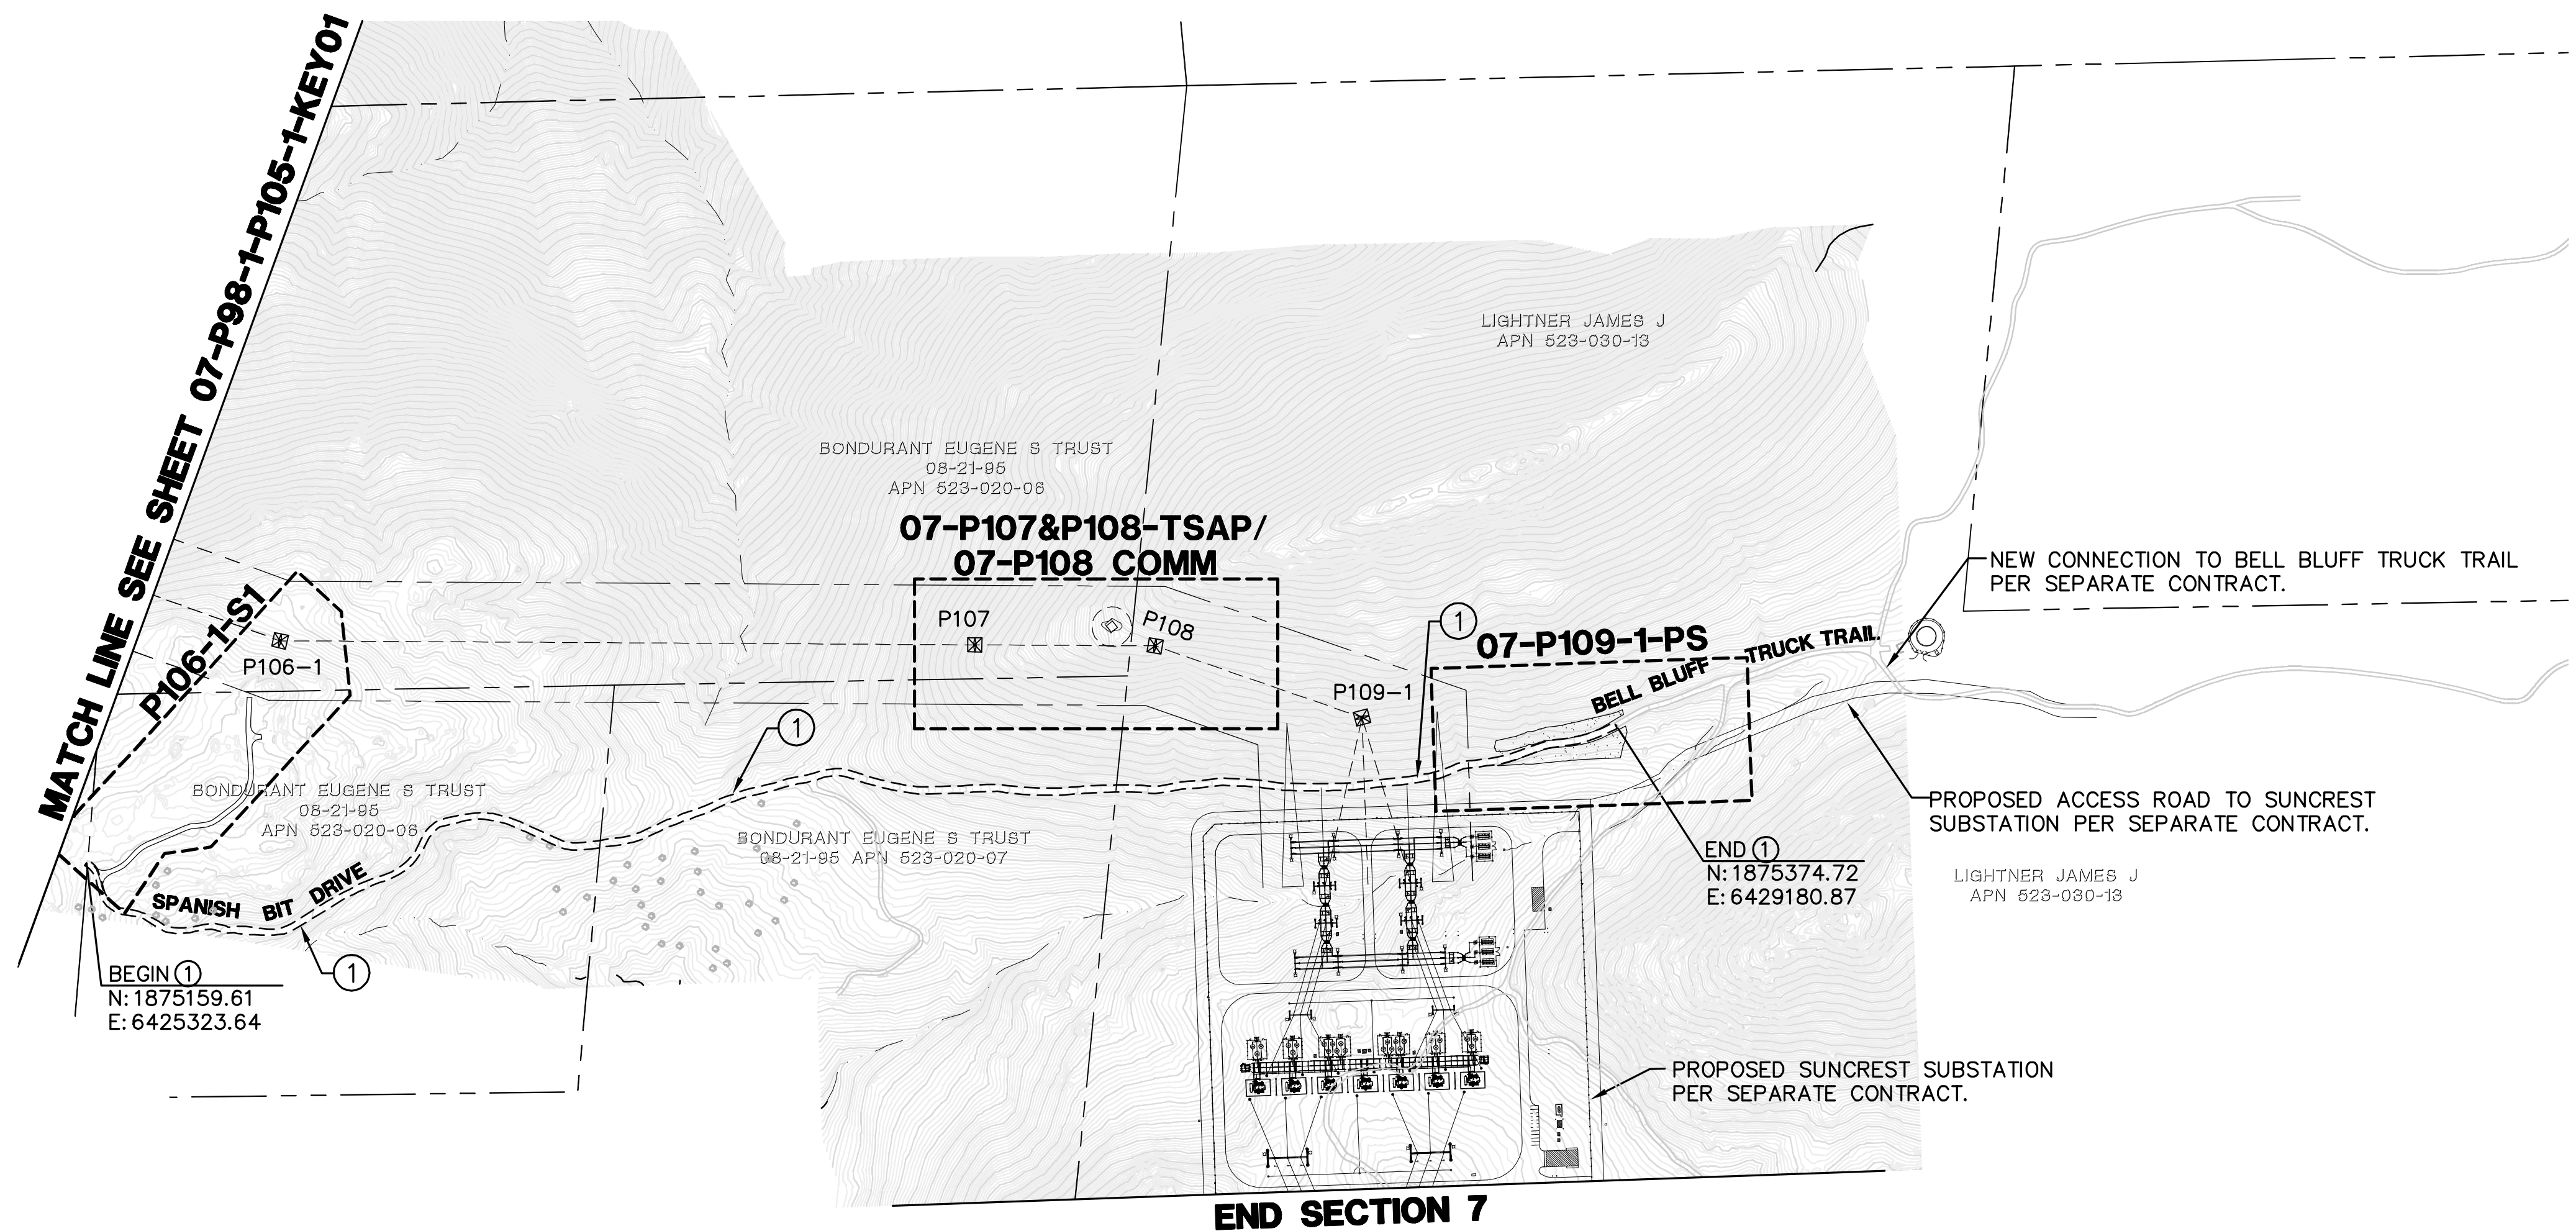 MATCH LINE SEE SHEET 07-P98-1-P105-1-KEY01
LIGHTNER JAMES J
APN 523-030-13
BONDURANT EUGENE S TRUST
08-21-95
APN 523-020-06
07-P107&P108-TSAP/
07-P108 COMM
NEW CONNECTION TO BELL BLUFF TRUCK TRAIL
PER SEPARATE CONTRACT.
P106-1-S1
P106-1
P107
P108
1
07-P109-1-PS
BELL BLUFF TRUCK TRAIL
P109-1
1
BONDURANT EUGENE S TRUST
08-21-95
APN 523-020-06
PROPOSED ACCESS ROAD TO SUNCREST
SUBSTATION PER SEPARATE CONTRACT.
BONDURANT EUGENE S TRUST
08-21-95 APN 523-020-07
END 1
N: 1875374.72
E: 6429180.87
LIGHTNER JAMES J
APN 523-030-13
SPANISH BIT DRIVE
1
BEGIN 1
N: 1875159.61
E: 6425323.64
PROPOSED SUNCREST SUBSTATION
PER SEPARATE CONTRACT.
END SECTION 7